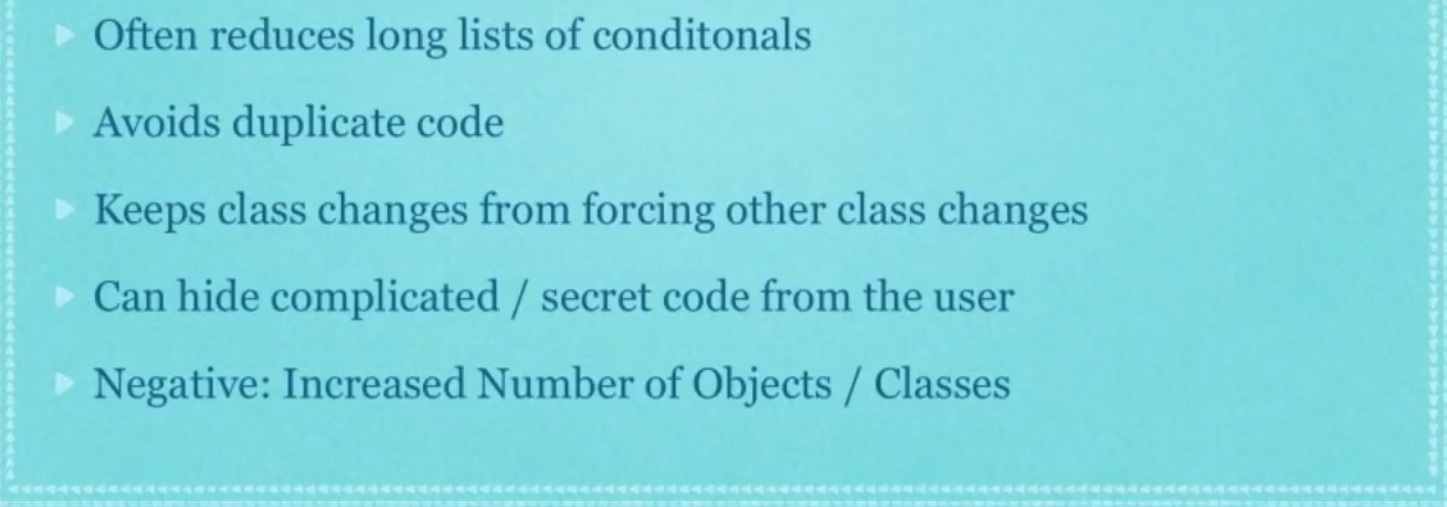 Often reduces long lists of conditonals
Avoids duplicate code
Keeps class changes from forcing other class changes
Can hide complicated / secret code from the user
Negative: Increased Number of Objects / Classes